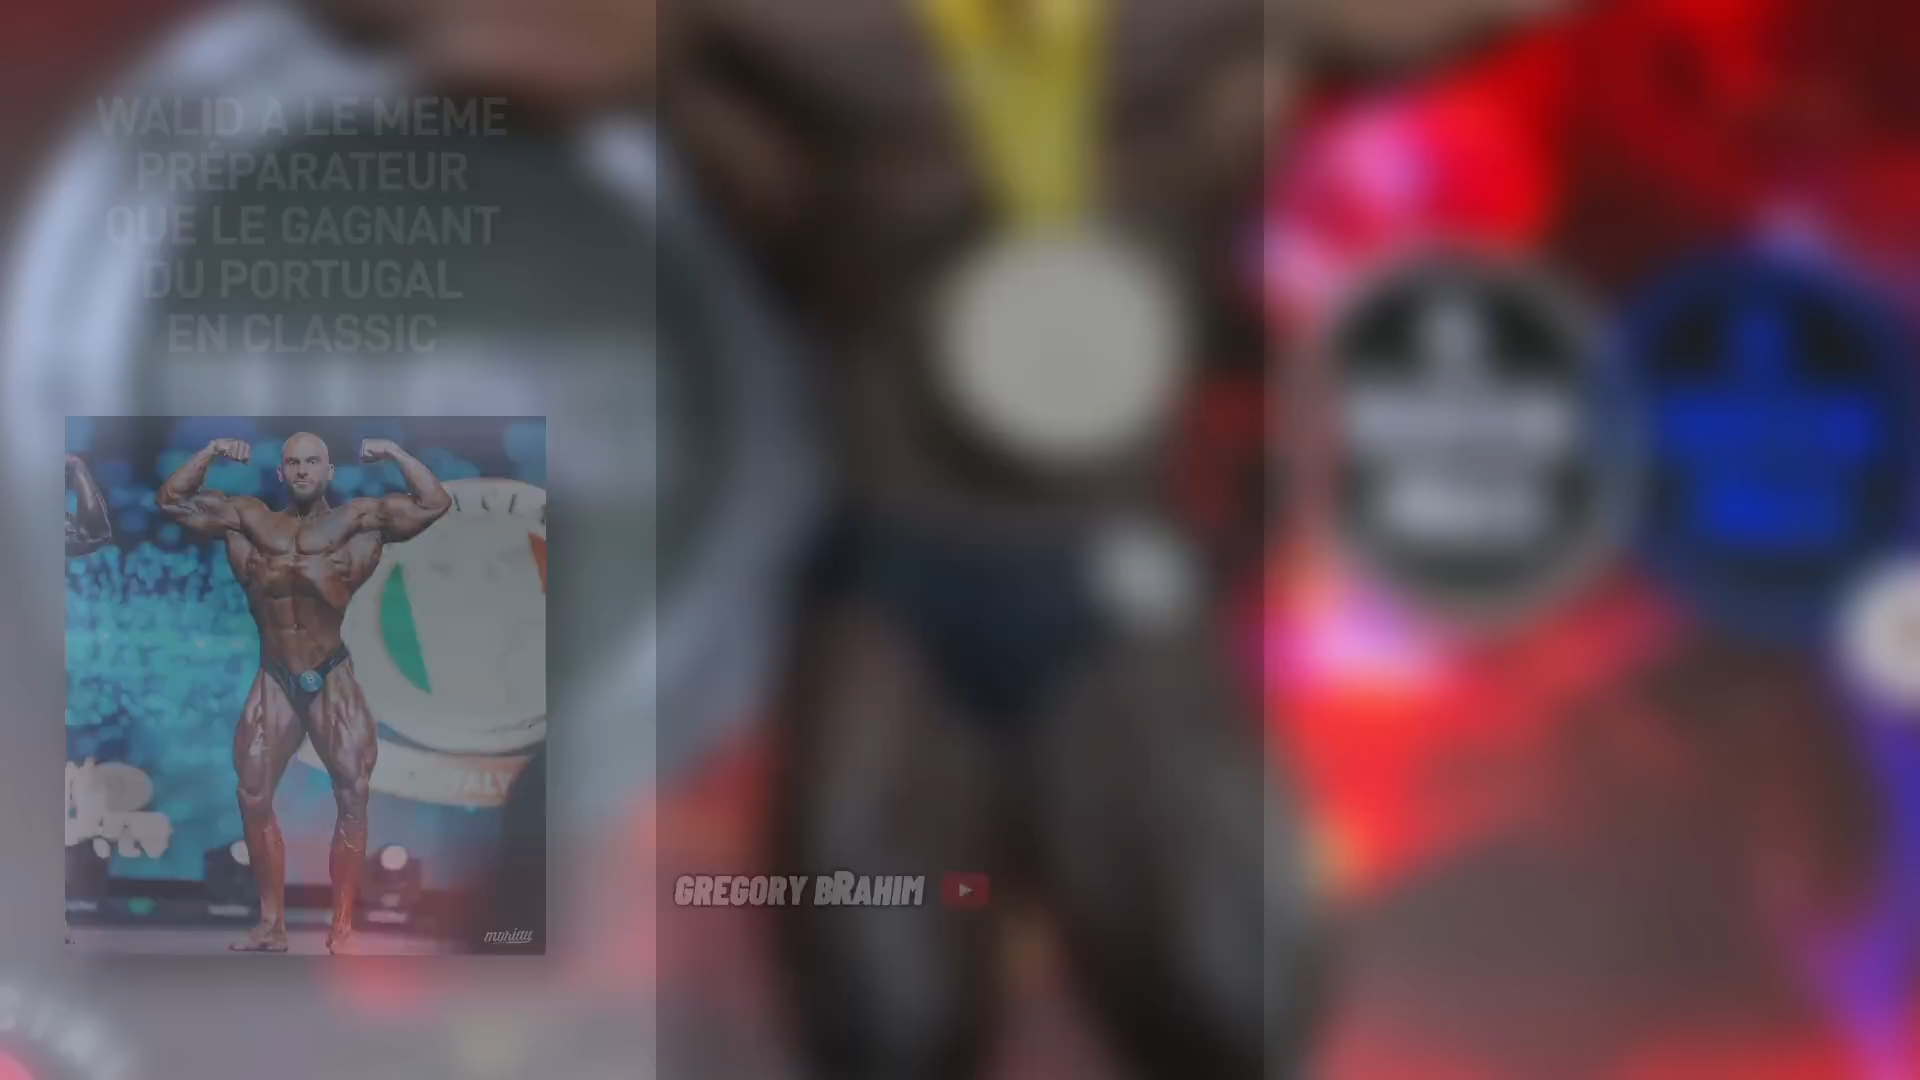 WALID A LE MEME
PRÉPARATEUR
QUE LE GAGNANT
DU PORTUGAL
EN CLASSIC
GREGORY BRAHIM